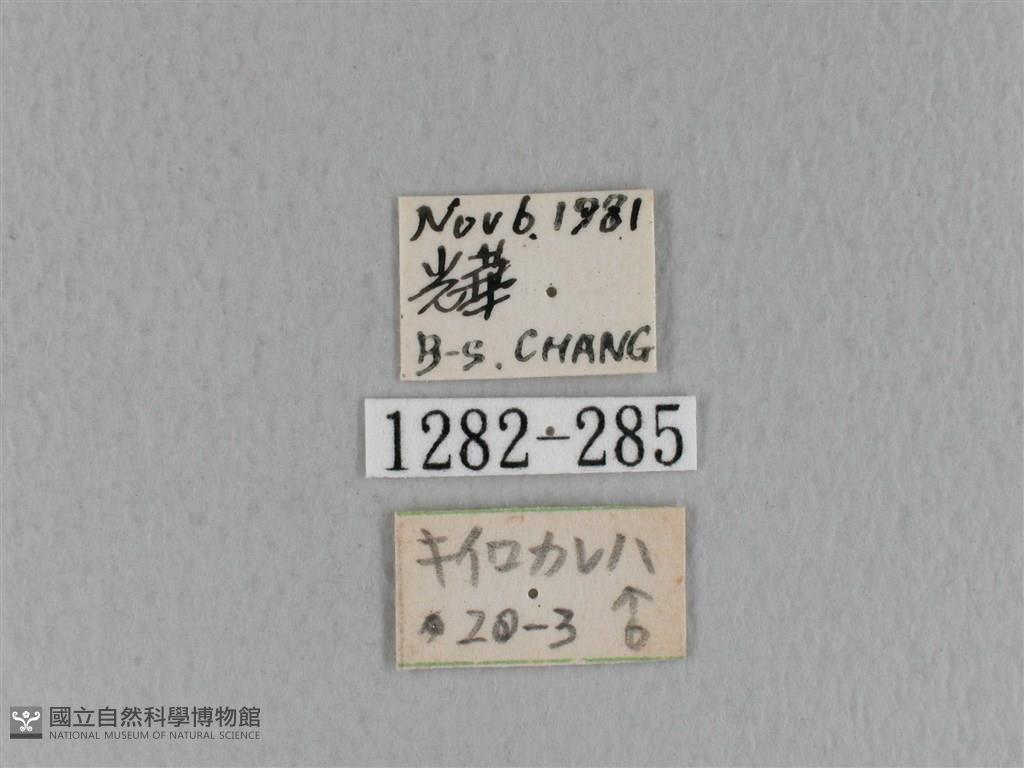 Nov 6. 1981
光華
B-S. CHANG
1282-285
キイロカレハ
20-3 ♂
國立自然科學博物館
NATIONAL MUSEUM OF NATURAL SCIENCE